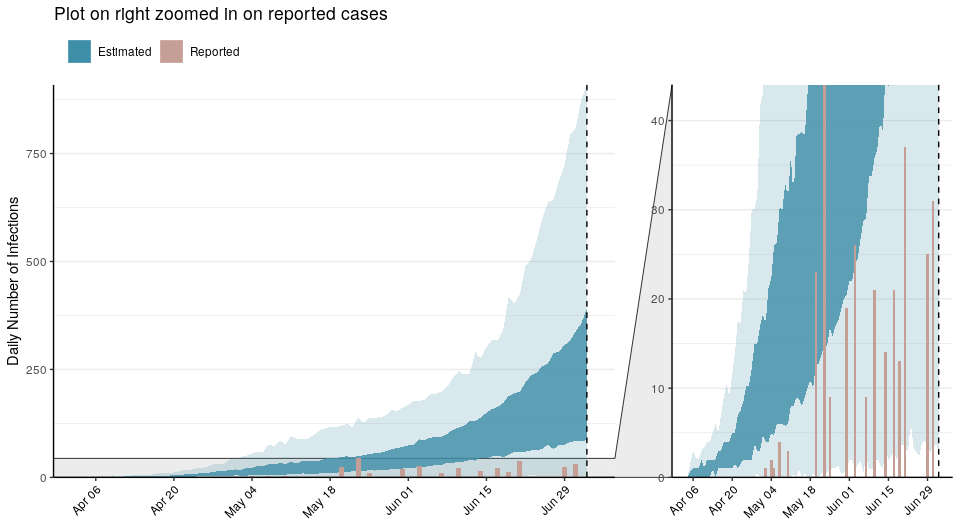 Plot on right zoomed in on reported cases
Estimated Reported
Daily Number of Infections
750
500
250
0
Apr 06 Apr 20 May 04 May 18 Jun 01 Jun 15 Jun 29
40
30
20
10
0
Apr 06 Apr 20 May 04 May 18 Jun 01 Jun 15 Jun 29